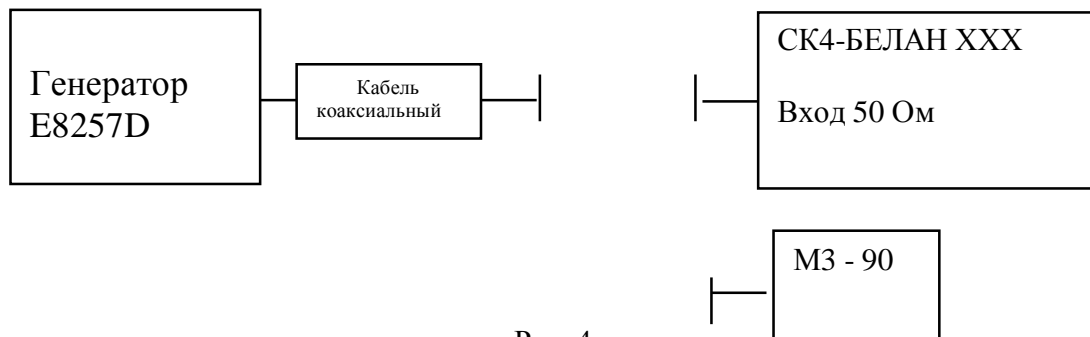 Генератор
E8257D
Кабель
коаксиальный
СК4-БЕЛАН XXX
Вход 50 Ом
М3 - 90